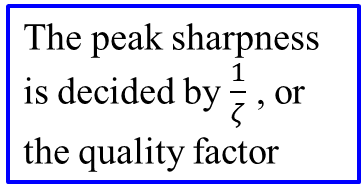 The peak sharpness
is decided by 1/ζ , or
the quality factor